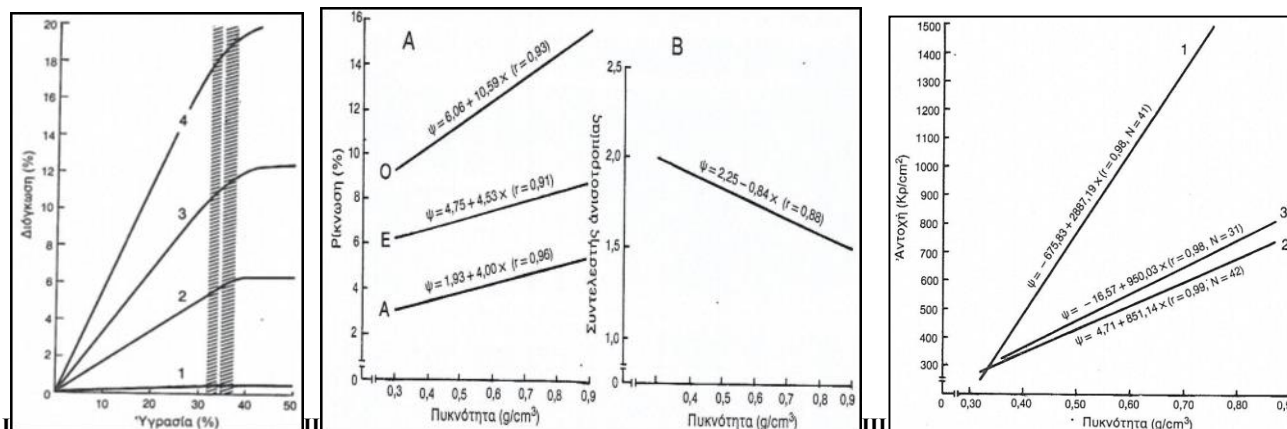 Διόγκωση (%)
20
18
16
14
12
10
8
6
4
2
0
4
3
2
1
10 20 30 40 50
Ὑγρασία (%)
I
II
A
Ρίκνωση (%)
16
14
12
10
8
6
4
2
0
ψ = 6,06 + 10,59 x (r = 0,93)
O
ψ = 4,75 + 4,53 x (r = 0,91)
E
ψ = 1,93 + 4,00 x (r = 0,96)
A
0,3 0,4 0,5 0,6 0,7 0,8 0,9
Πυκνότητα (g/cm³)
B
Συντελεστής ἀνισοτροπίας
2,5
2,0
1,5
1,0
0
ψ = 2,25 – 0,84 x (r = 0,88)
0,3 0,4 0,5 0,6 0,7 0,8 0,9
Πυκνότητα (g/cm³)
III
Ἀντοχή (Kp/cm²)
1500
1400
1300
1200
1100
1000
900
800
700
600
500
400
300
0
1
ψ = – 675,83 + 2887,19 x (r = 0,98, N = 41)
3
ψ = – 16,57 + 950,03 x (r = 0,98, N = 31)
2
ψ = 4,71 + 851,14 x (r = 0,99, N = 42)
0,30 0,40 0,50 0,60 0,70 0,80
Πυκνότητα (g/cm³)